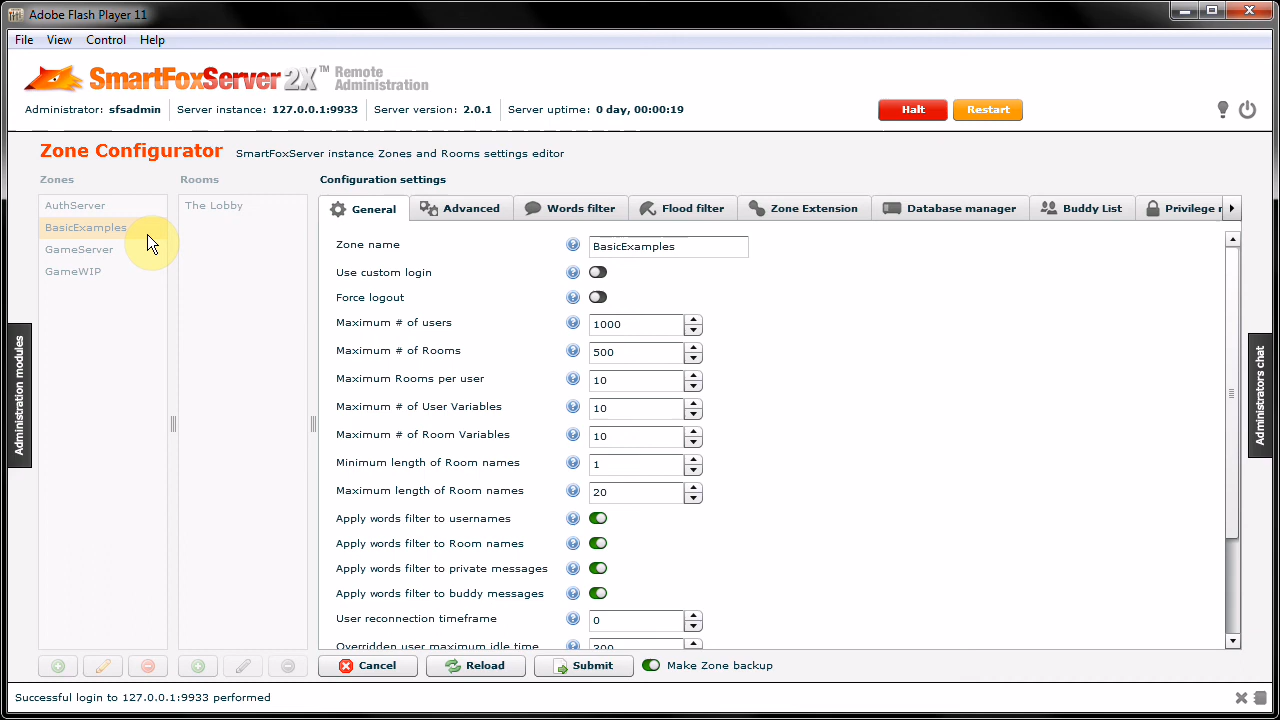 Adobe Flash Player 11
File View Control Help
SmartFoxServer 2X™ Remote Administration
Administrator: sfsadmin Server instance: 127.0.0.1:9933 Server version: 2.0.1 Server uptime: 0 day, 00:00:19 Halt Restart
Zone Configurator SmartFoxServer instance Zones and Rooms settings editor
Zones Rooms Configuration settings
AuthServer
BasicExamples
GameServer
GameWIP
The Lobby
General Advanced Words filter Flood filter Zone Extension Database manager Buddy List Privilege
Zone name BasicExamples
Use custom login
Force logout
Maximum # of users 1000
Maximum # of Rooms 500
Maximum Rooms per user 10
Maximum # of User Variables 10
Maximum # of Room Variables 10
Minimum length of Room names 1
Maximum length of Room names 20
Apply words filter to usernames
Apply words filter to Room names
Apply words filter to private messages
Apply words filter to buddy messages
User reconnection timeframe 0
Overridden user maximum idle time 300
Administration modules
Administrators chat
Cancel Reload Submit Make Zone backup
Successful login to 127.0.0.1:9933 performed